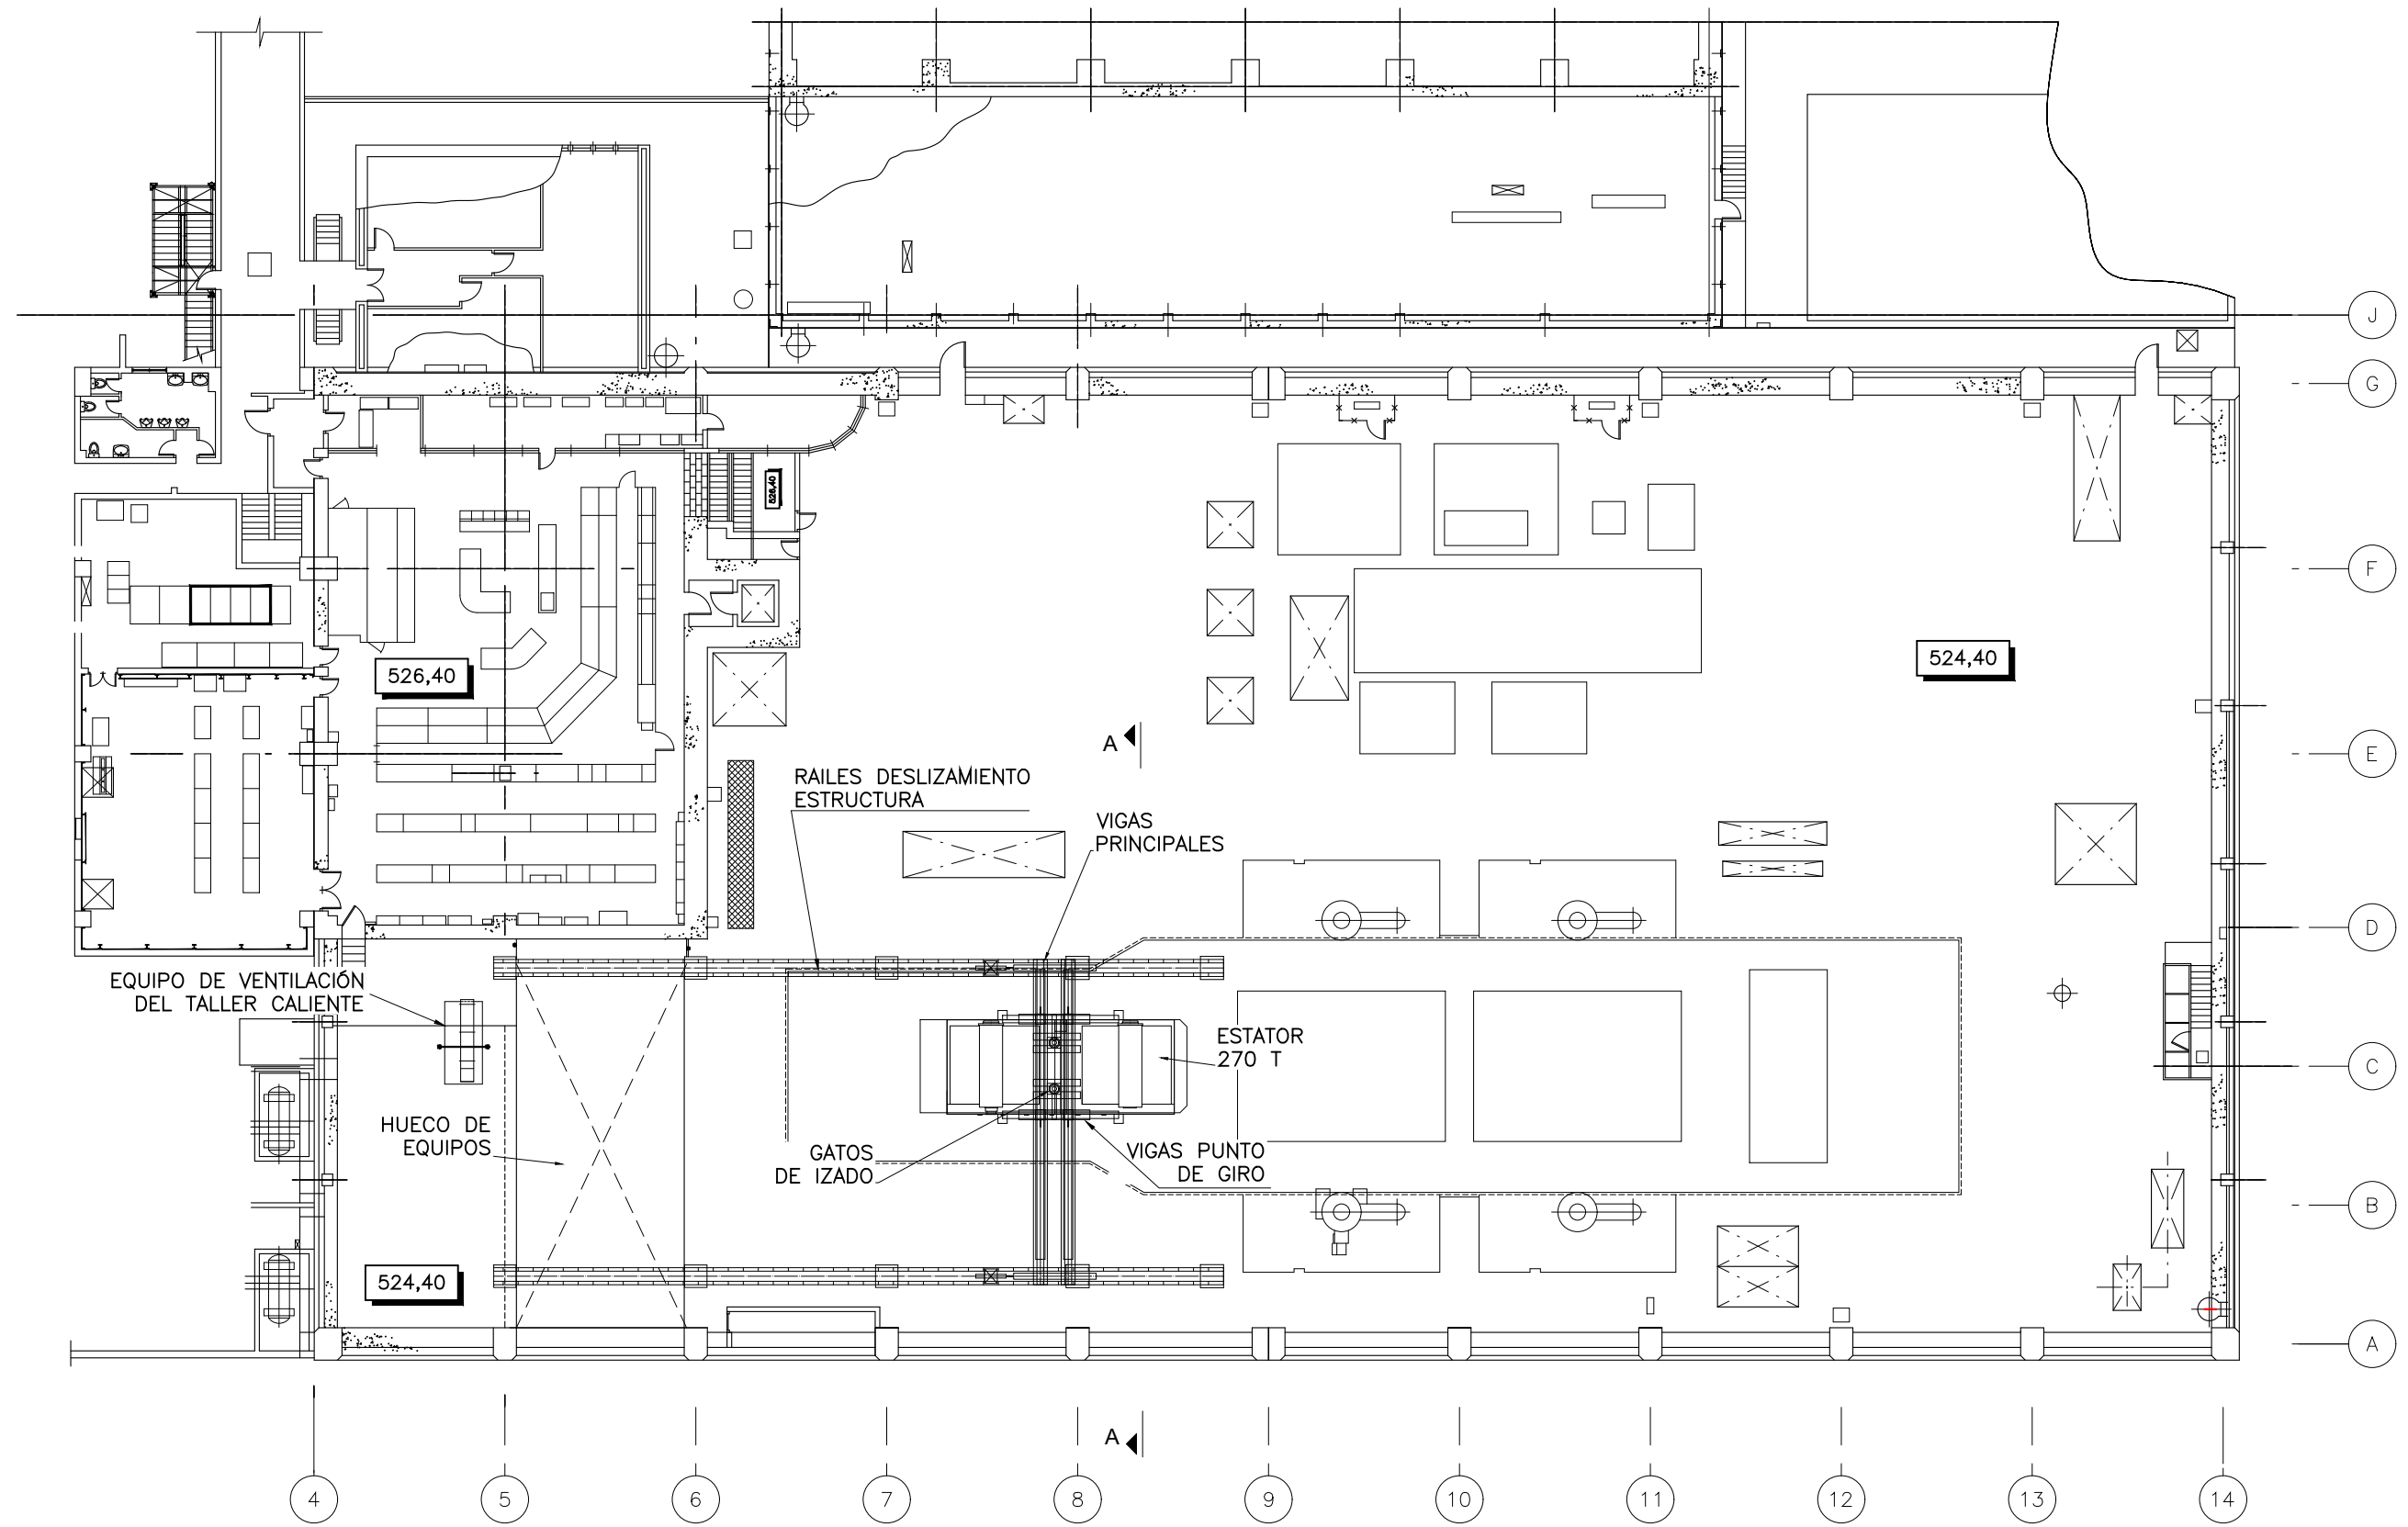 J
G
526,40
F
526,40
524,40
A
E
RAILES DESLIZAMIENTO
ESTRUCTURA
VIGAS
PRINCIPALES
D
EQUIPO DE VENTILACIÓN
DEL TALLER CALIENTE
ESTATOR
270 T
C
HUECO DE
EQUIPOS
GATOS
DE IZADO
VIGAS PUNTO
DE GIRO
B
524,40
A
A
4
5
6
7
8
9
10
11
12
13
14